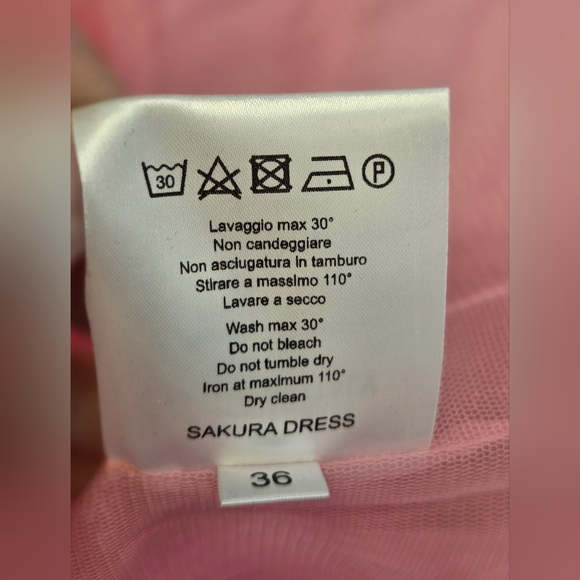 30 P
Lavaggio max 30°
Non candeggiare
Non asciugatura in tamburo
Stirare a massimo 110°
Lavare a secco
Wash max 30°
Do not bleach
Do not tumble dry
Iron at maximum 110°
Dry clean
SAKURA DRESS
36